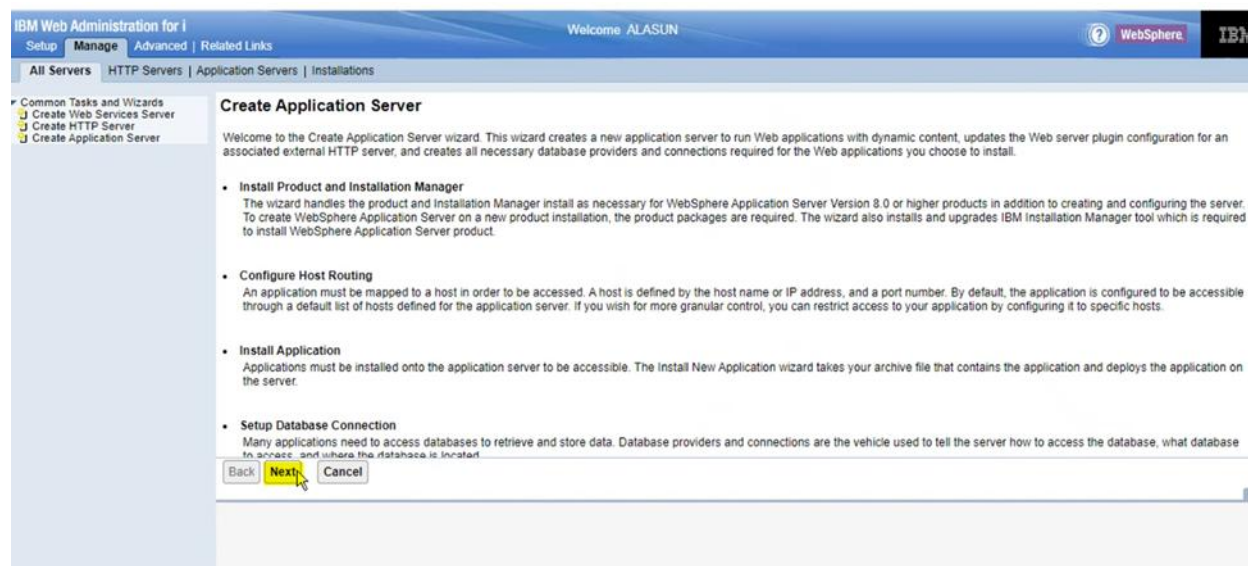 IBM Web Administration for i
Welcome ALASUN
? WebSphere. IBM
Setup Manage Advanced | Related Links
All Servers HTTP Servers | Application Servers | Installations
Common Tasks and Wizards
Create Web Services Server
Create HTTP Server
Create Application Server
Create Application Server
Welcome to the Create Application Server wizard. This wizard creates a new application server to run Web applications with dynamic content, updates the Web server plugin configuration for an
associated external HTTP server, and creates all necessary database providers and connections required for the Web applications you choose to install.
• Install Product and Installation Manager
The wizard handles the product and Installation Manager install as necessary for WebSphere Application Server Version 8.0 or higher products in addition to creating and configuring the server.
To create WebSphere Application Server on a new product installation, the product packages are required. The wizard also installs and upgrades IBM Installation Manager tool which is required
to install WebSphere Application Server product.
• Configure Host Routing
An application must be mapped to a host in order to be accessed. A host is defined by the host name or IP address, and a port number. By default, the application is configured to be accessible
through a default list of hosts defined for the application server. If you wish for more granular control, you can restrict access to your application by configuring it to specific hosts.
• Install Application
Applications must be installed onto the application server to be accessible. The Install New Application wizard takes your archive file that contains the application and deploys the application on
the server.
• Setup Database Connection
Many applications need to access databases to retrieve and store data. Database providers and connections are the vehicle used to tell the server how to access the database, what database
to access, and where the database is located.
Back Next Cancel